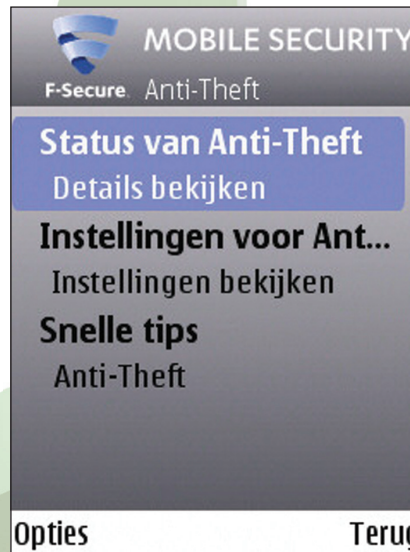 MOBILE SECURITY
F-Secure. Anti-Theft
Status van Anti-Theft
Details bekijken
Instellingen voor Ant...
Instellingen bekijken
Snelle tips
Anti-Theft
Opties Terug